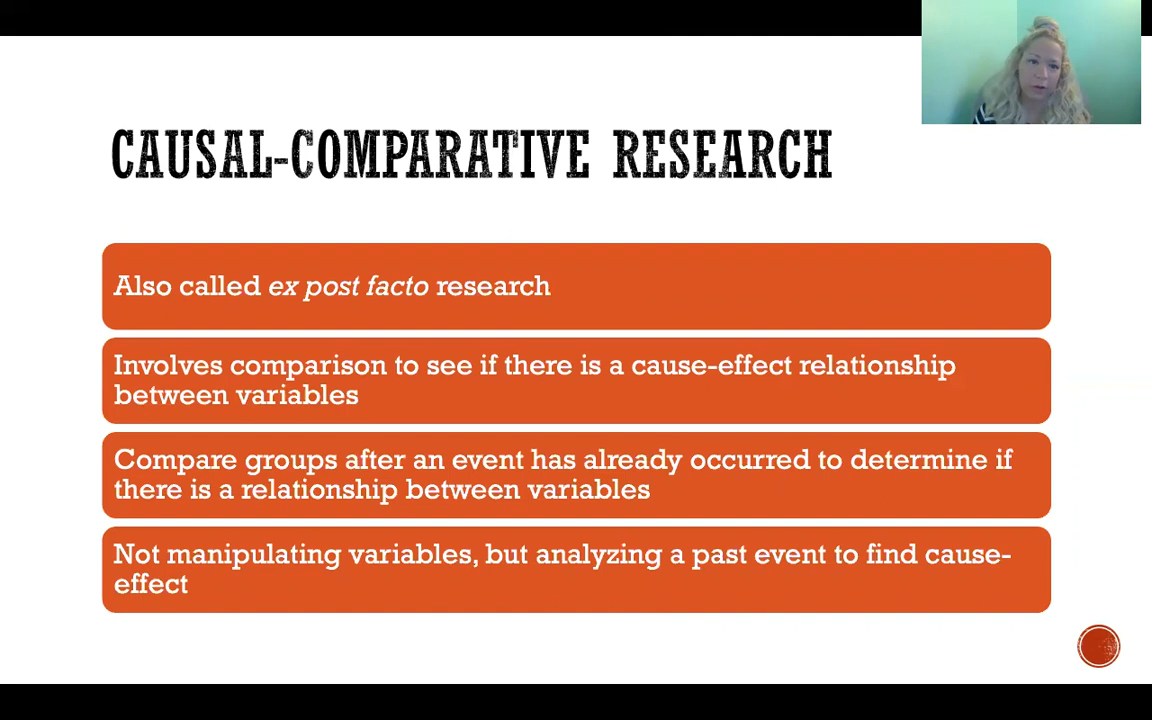 CAUSAL-COMPARATIVE RESEARCH
Also called ex post facto research
Involves comparison to see if there is a cause-effect relationship
between variables
Compare groups after an event has already occurred to determine if
there is a relationship between variables
Not manipulating variables, but analyzing a past event to find cause-
effect